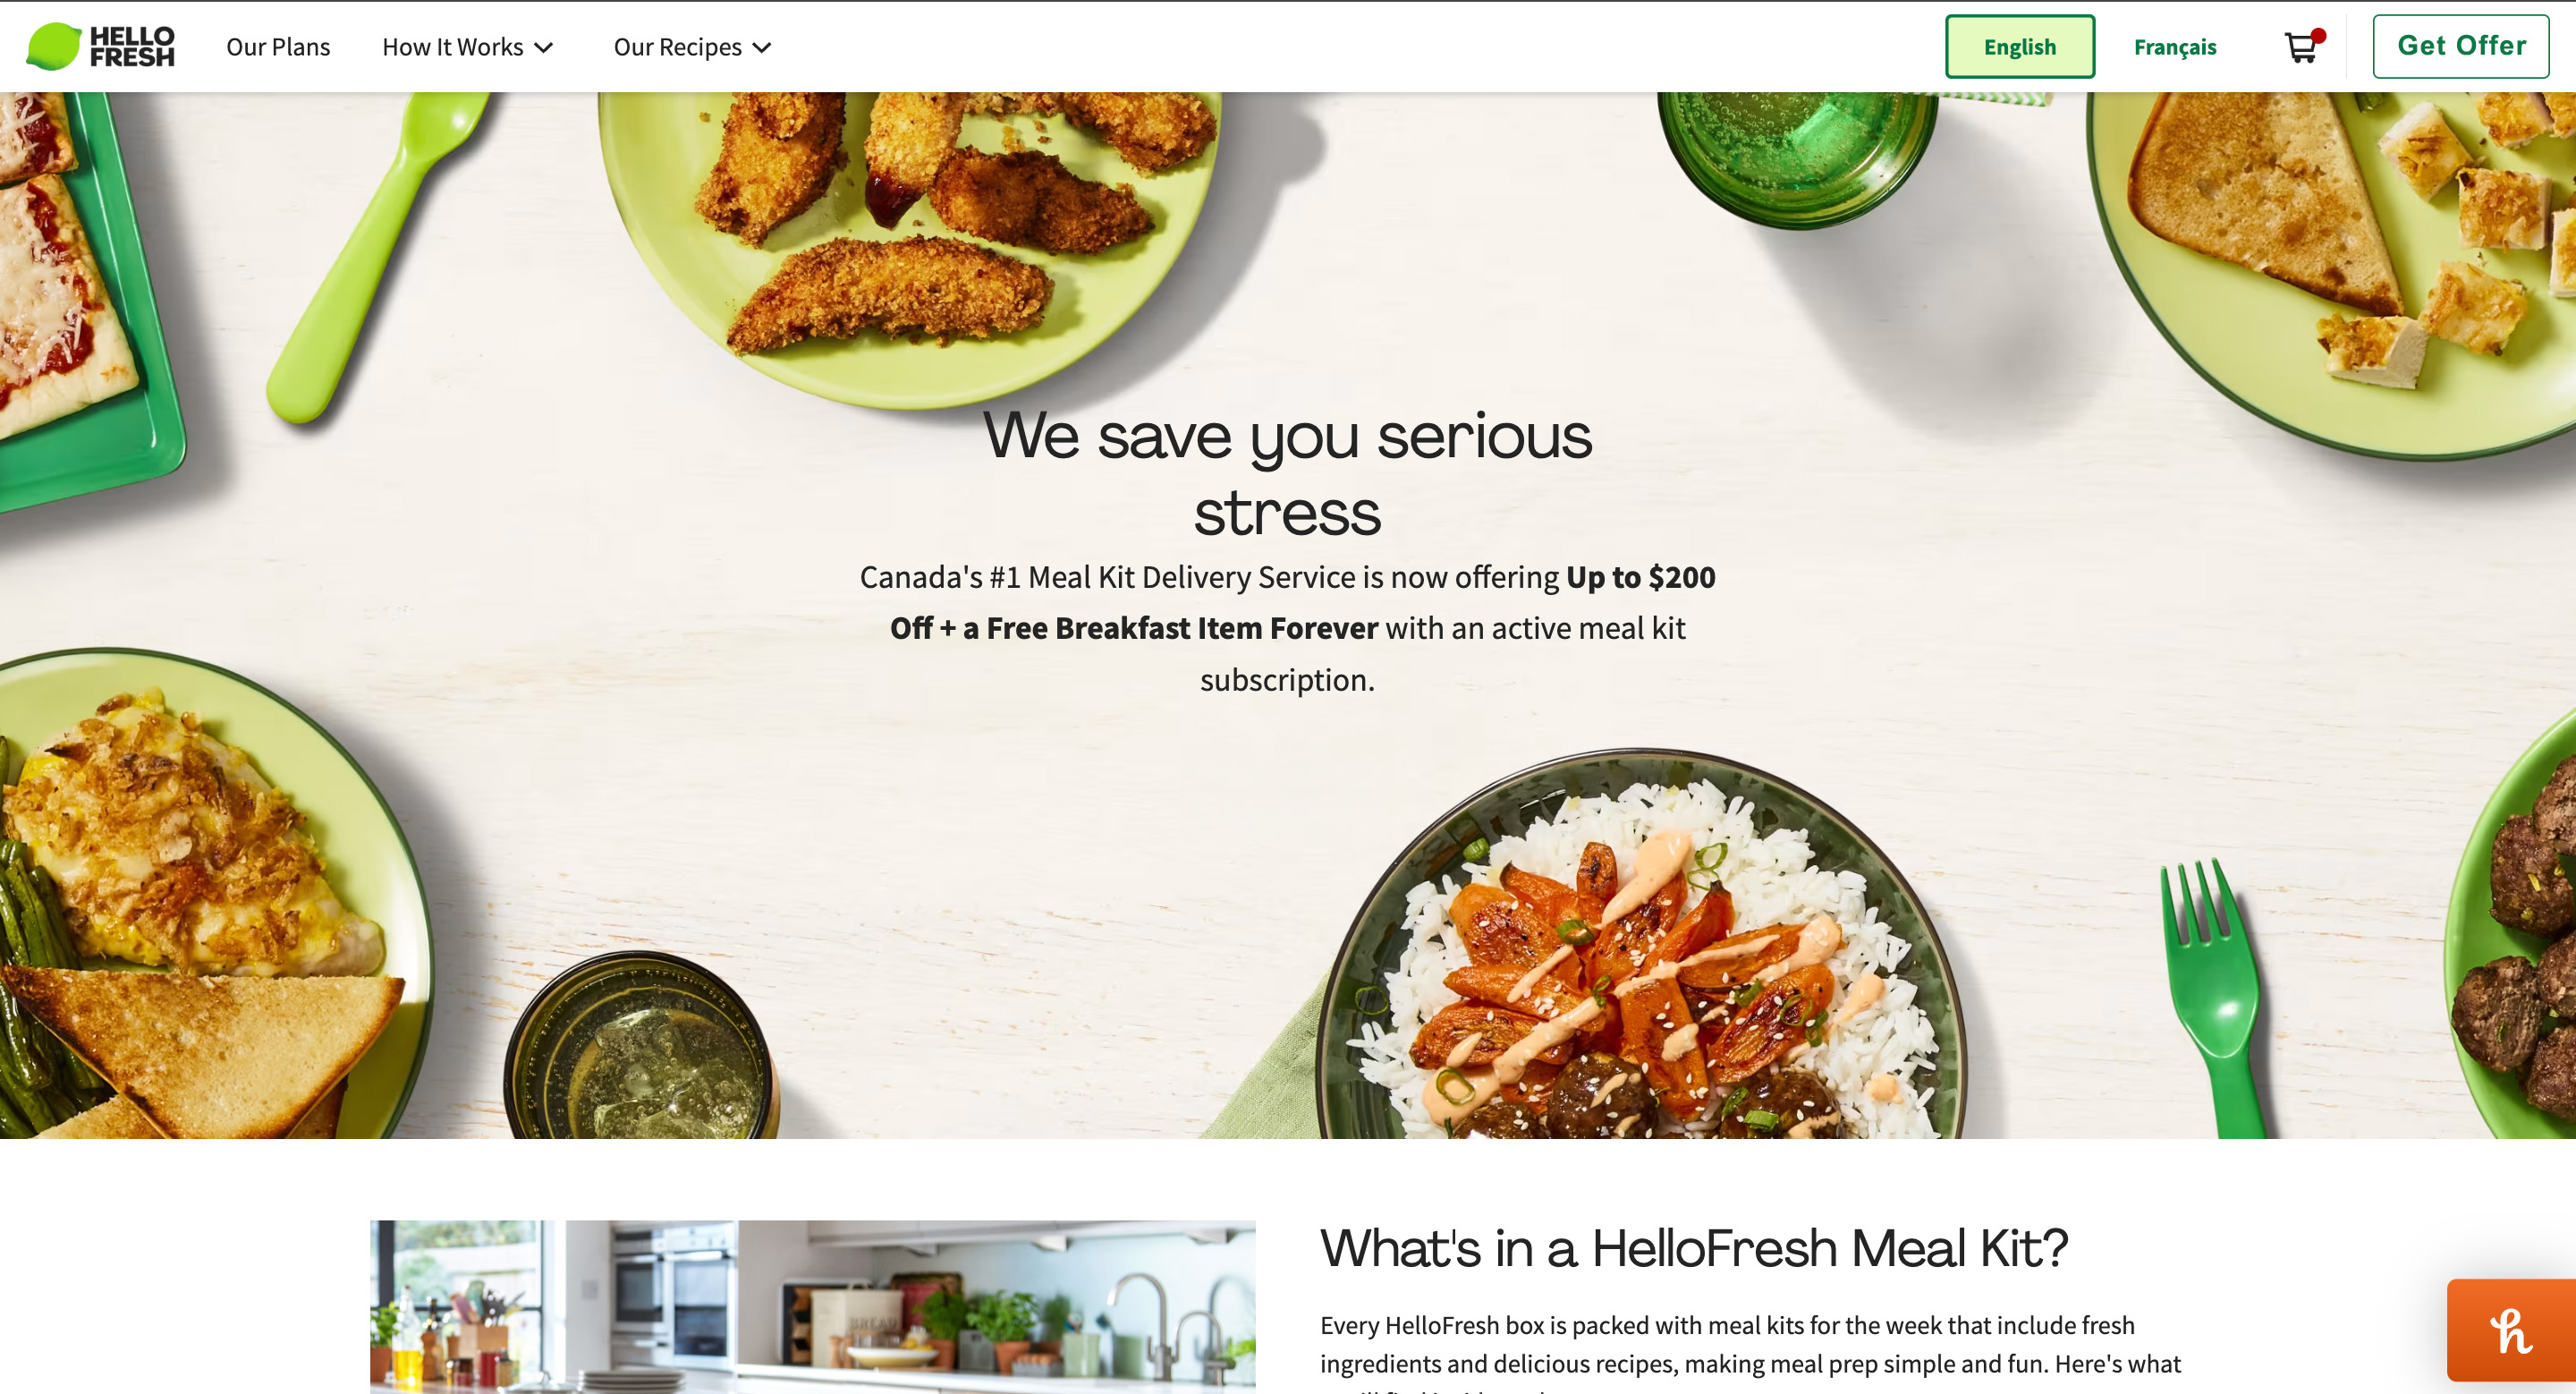 HELLO
FRESH
Our Plans
How It Works
Our Recipes
English
Français
Get Offer
We save you serious
stress
Canada's #1 Meal Kit Delivery Service is now offering Up to $200
Off + a Free Breakfast Item Forever with an active meal kit
subscription.
What's in a HelloFresh Meal Kit?
BREAD
Every HelloFresh box is packed with meal kits for the week that include fresh
ingredients and delicious recipes, making meal prep simple and fun. Here's what
h